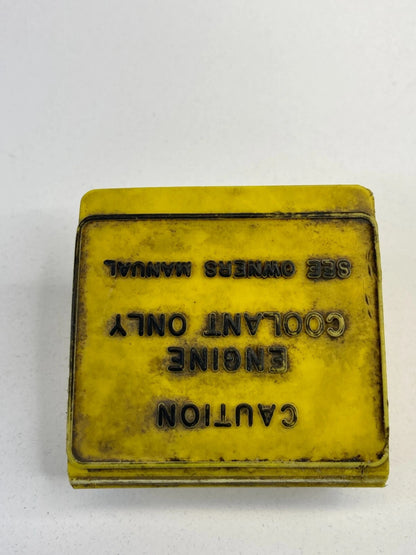 CAUTION
ENGINE
COOLANT ONLY
SEE OWNERS MANUAL